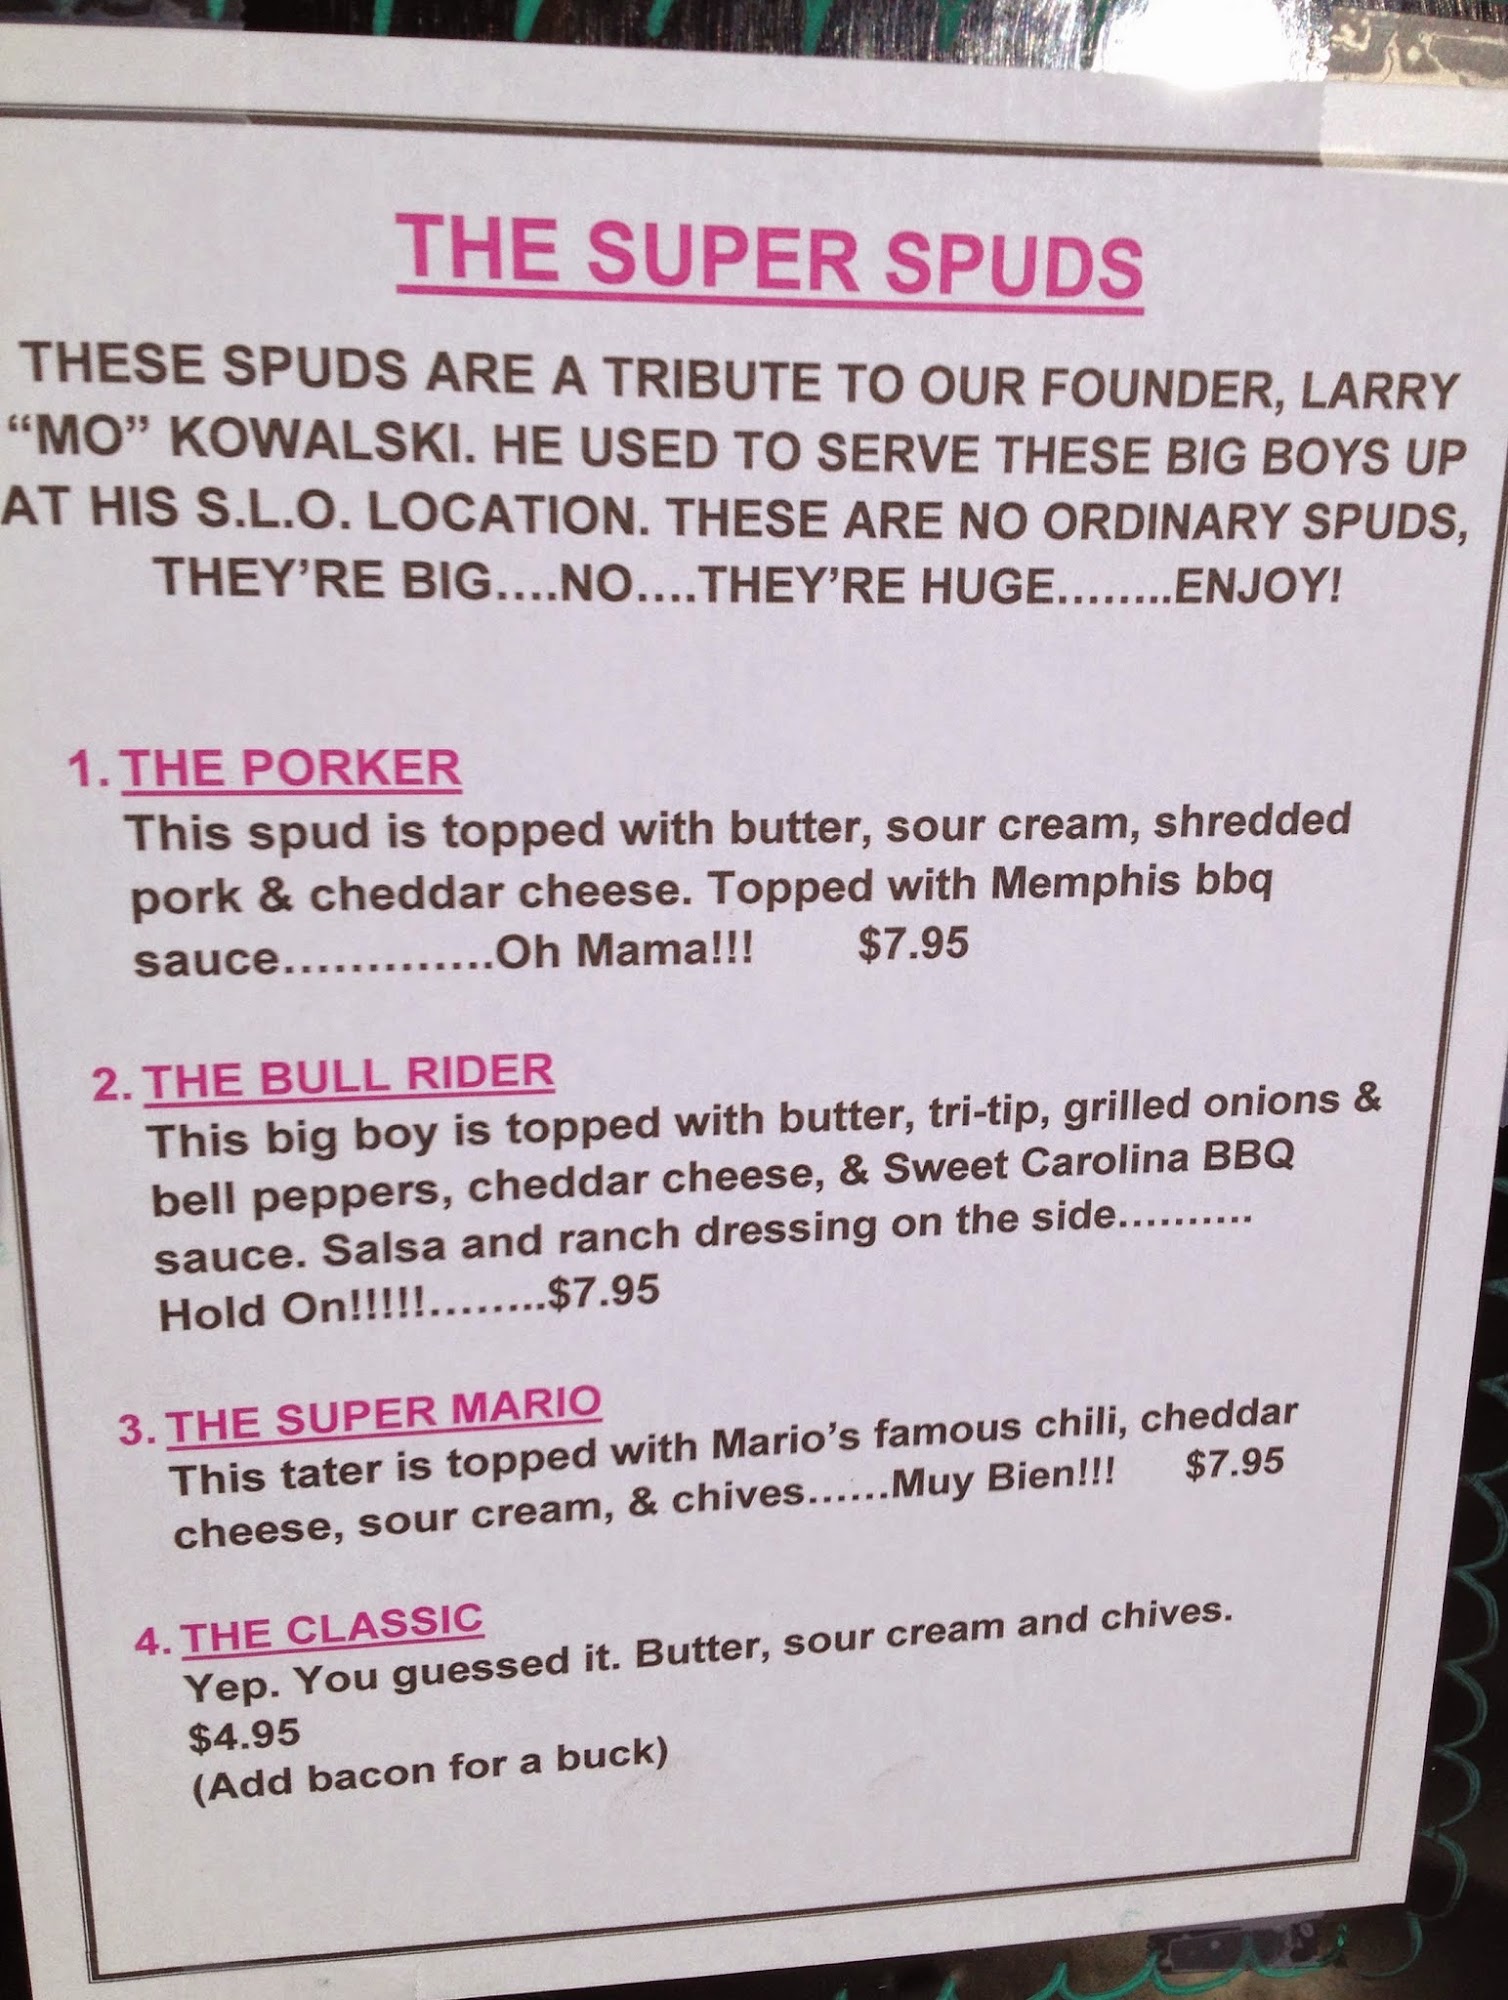 THE SUPER SPUDS
THESE SPUDS ARE A TRIBUTE TO OUR FOUNDER, LARRY
“MO” KOWALSKI. HE USED TO SERVE THESE BIG BOYS UP
AT HIS S.L.O. LOCATION. THESE ARE NO ORDINARY SPUDS,
THEY’RE BIG....NO....THEY’RE HUGE........ENJOY!
1. THE PORKER
This spud is topped with butter, sour cream, shredded
pork & cheddar cheese. Topped with Memphis bbq
sauce.............Oh Mama!!! $7.95
2. THE BULL RIDER
This big boy is topped with butter, tri-tip, grilled onions &
bell peppers, cheddar cheese, & Sweet Carolina BBQ
sauce. Salsa and ranch dressing on the side..........
Hold On!!!!!........$7.95
3. THE SUPER MARIO
This tater is topped with Mario’s famous chili, cheddar
cheese, sour cream, & chives......Muy Bien!!! $7.95
4. THE CLASSIC
Yep. You guessed it. Butter, sour cream and chives.
$4.95
(Add bacon for a buck)